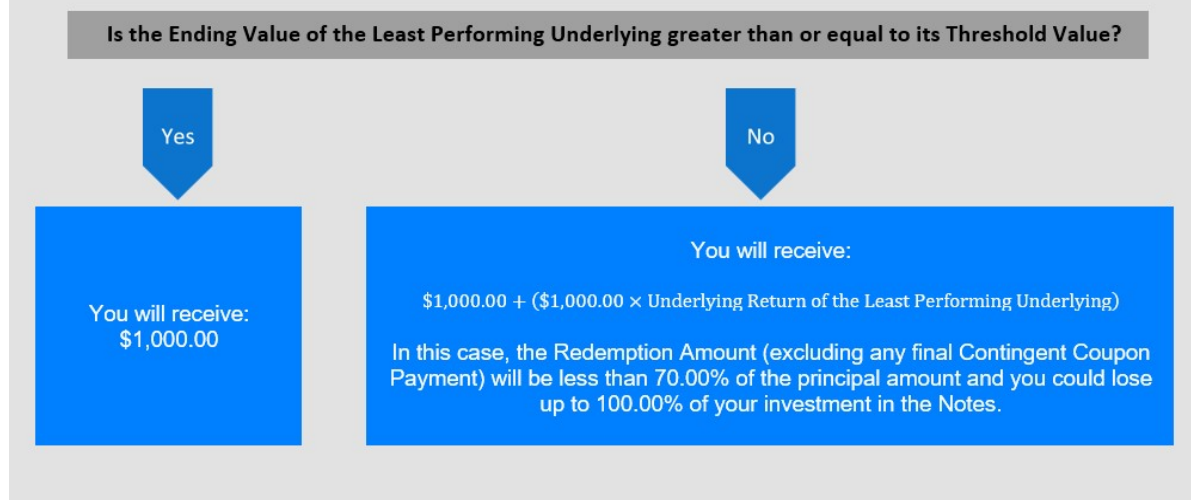 Is the Ending Value of the Least Performing Underlying greater than or equal to its Threshold Value?
Yes
No
You will receive:
$1,000.00
You will receive:
$1,000.00 + ($1,000.00 × Underlying Return of the Least Performing Underlying)
In this case, the Redemption Amount (excluding any final Contingent Coupon
Payment) will be less than 70.00% of the principal amount and you could lose
up to 100.00% of your investment in the Notes.